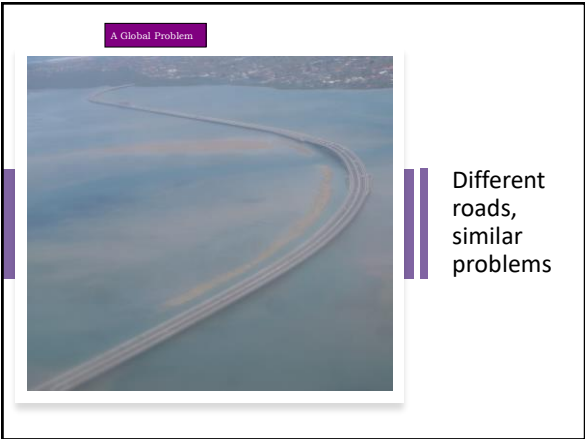 A Global Problem
Different
roads,
similar
problems